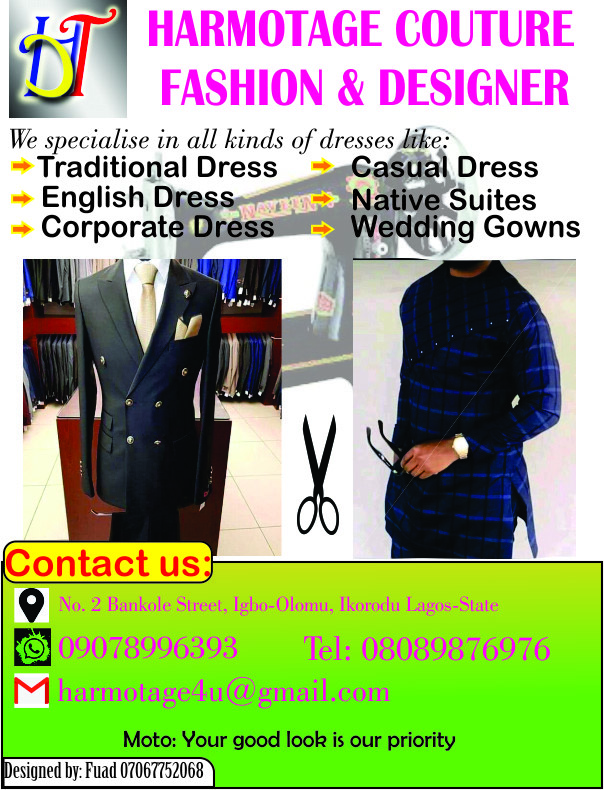 HT
HARMOTAGE COUTURE
FASHION & DESIGNER
We specialise in all kinds of dresses like:
Traditional Dress
Casual Dress
English Dress
Native Suites
Corporate Dress
Wedding Gowns
Contact us:
No. 2 Bankole Street, Igbo-Olomu, Ikorodu Lagos-State
09078996393
Tel: 08089876976
harmotage4u@gmail.com
Moto: Your good look is our priority
Designed by: Fuad 07067752068